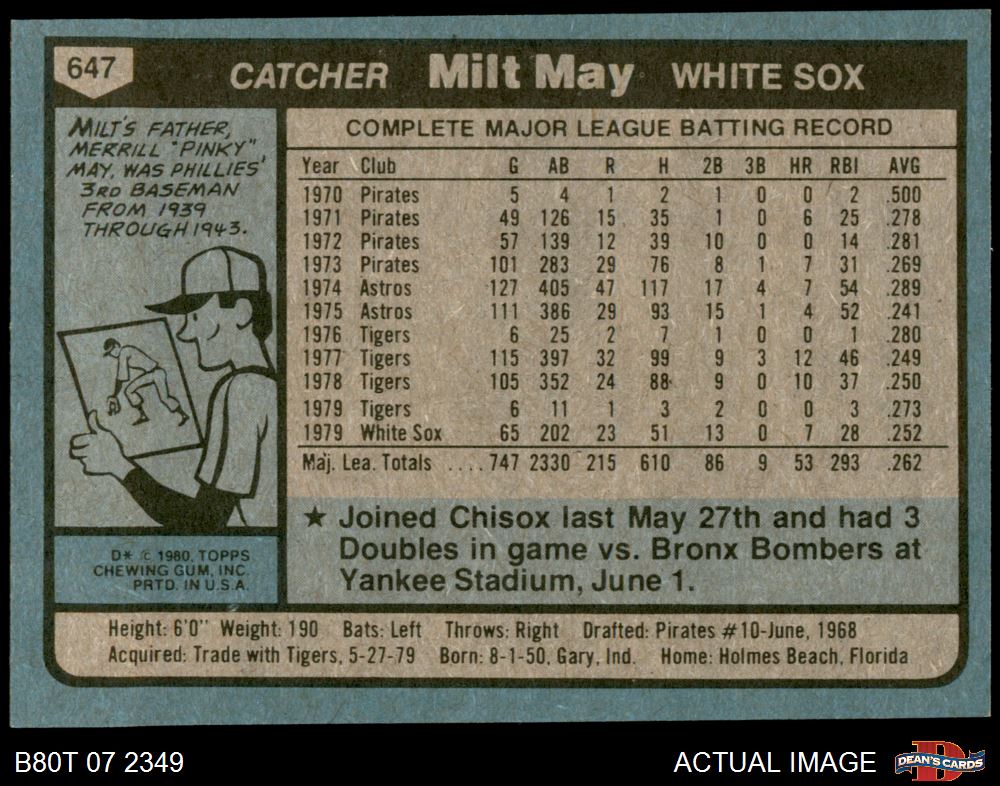 647
CATCHER Milt May WHITE SOX
MILT'S FATHER,
MERRILL "PINKY"
MAY, WAS PHILLIES'
3RD BASEMAN
FROM 1939
THROUGH 1943.
COMPLETE MAJOR LEAGUE BATTING RECORD
Year Club G AB R H 2B 3B HR RBI AVG
1970 Pirates 5 4 1 2 1 0 0 2 .500
1971 Pirates 49 126 15 35 1 0 6 25 .278
1972 Pirates 57 139 12 39 10 0 0 14 .281
1973 Pirates 101 283 29 76 8 1 7 31 .269
1974 Astros 127 405 47 117 17 4 7 54 .289
1975 Astros 111 386 29 93 15 1 4 52 .241
1976 Tigers 6 25 2 7 1 0 0 1 .280
1977 Tigers 115 397 32 99 9 3 12 46 .249
1978 Tigers 105 352 24 88 9 0 10 37 .250
1979 Tigers 6 11 1 3 2 0 0 3 .273
1979 White Sox 65 202 23 51 13 0 7 28 .252
Maj. Lea. Totals ....747 2330 215 610 86 9 53 293 .262
★ Joined Chisox last May 27th and had 3
Doubles in game vs. Bronx Bombers at
Yankee Stadium, June 1.
D* © 1980, TOPPS
CHEWING GUM, INC.
PRTD. IN U.S.A.
Height: 6'0" Weight: 190 Bats: Left Throws: Right Drafted: Pirates #10-June, 1968
Acquired: Trade with Tigers, 5-27-79 Born: 8-1-50, Gary, Ind. Home: Holmes Beach, Florida
B80T 07 2349 ACTUAL IMAGE DEAN'S CARDS